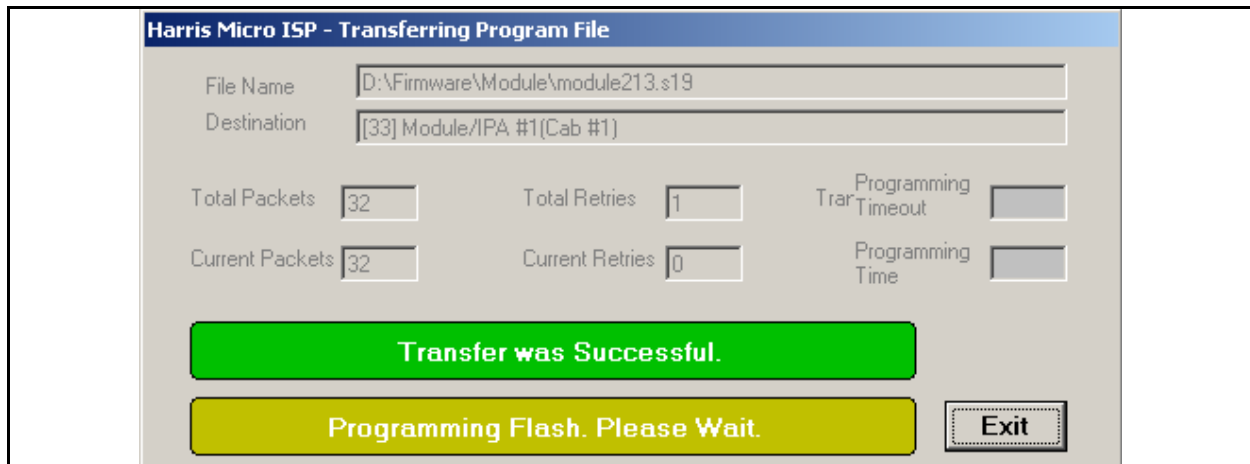 Harris Micro ISP - Transferring Program File
File Name D:\Firmware\Module\module213.s19
Destination [33] Module/IPA #1(Cab #1)
Total Packets 32 Total Retries 1 Tran Programming Timeout
Current Packets 32 Current Retries 0 Programming Time
Transfer was Successful.
Programming Flash. Please Wait.
Exit